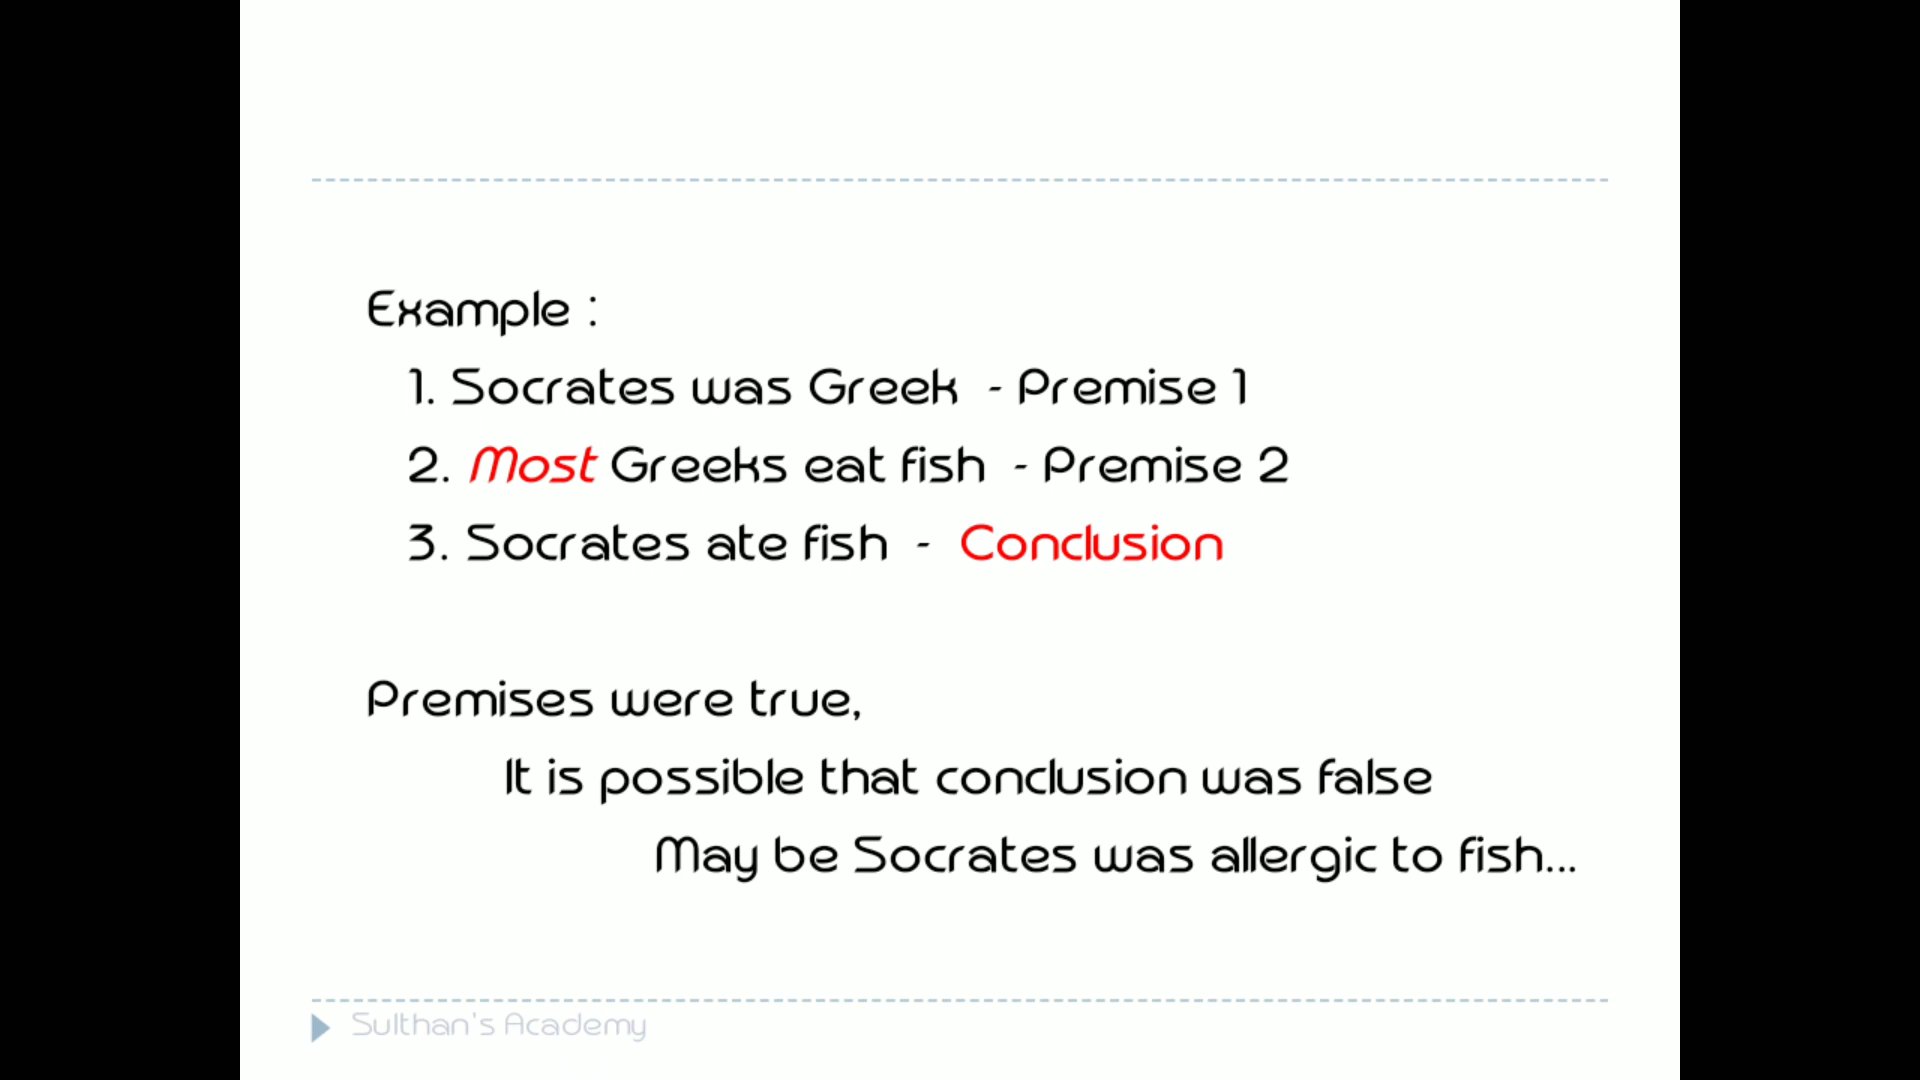 Example :
1. Socrates was Greek - Premise 1
2. Most Greeks eat fish - Premise 2
3. Socrates ate fish - Conclusion
Premises were true,
It is possible that conclusion was false
May be Socrates was allergic to fish...
Sulthan's Academy